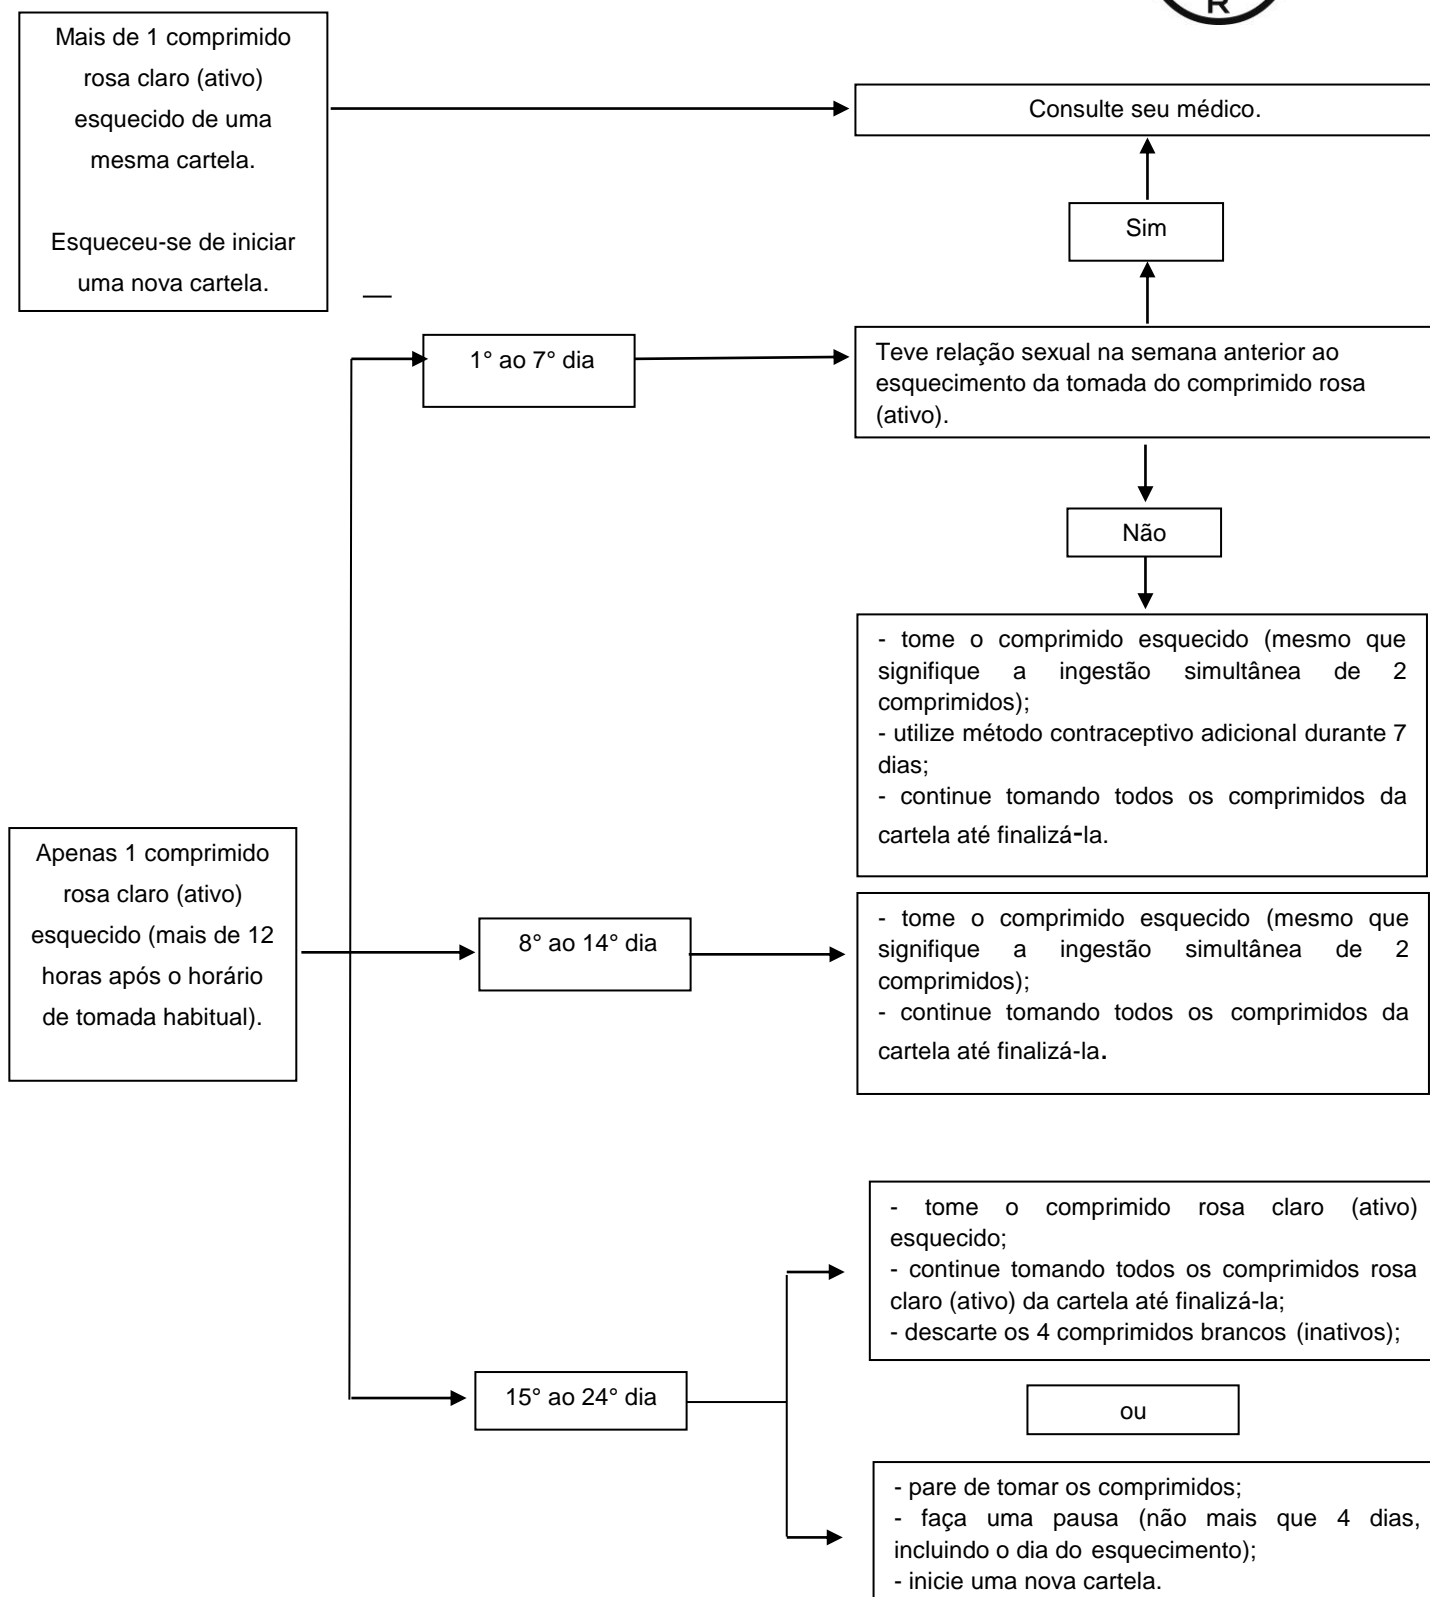 R
Mais de 1 comprimido
rosa claro (ativo)
esquecido de uma
mesma cartela.
Esqueceu-se de iniciar
uma nova cartela.
Consulte seu médico.
Sim
1° ao 7° dia
Teve relação sexual na semana anterior ao
esquecimento da tomada do comprimido rosa
(ativo).
Não
- tome o comprimido esquecido (mesmo que
signifique a ingestão simultânea de 2
comprimidos);
- utilize método contraceptivo adicional durante 7
dias;
- continue tomando todos os comprimidos da
cartela até finalizá-la.
Apenas 1 comprimido
rosa claro (ativo)
esquecido (mais de 12
horas após o horário
de tomada habitual).
8° ao 14° dia
- tome o comprimido esquecido (mesmo que
signifique a ingestão simultânea de 2
comprimidos);
- continue tomando todos os comprimidos da
cartela até finalizá-la.
15° ao 24° dia
- tome o comprimido rosa claro (ativo)
esquecido;
- continue tomando todos os comprimidos rosa
claro (ativo) da cartela até finalizá-la;
- descarte os 4 comprimidos brancos (inativos);
ou
- pare de tomar os comprimidos;
- faça uma pausa (não mais que 4 dias,
incluindo o dia do esquecimento);
- inicie uma nova cartela.